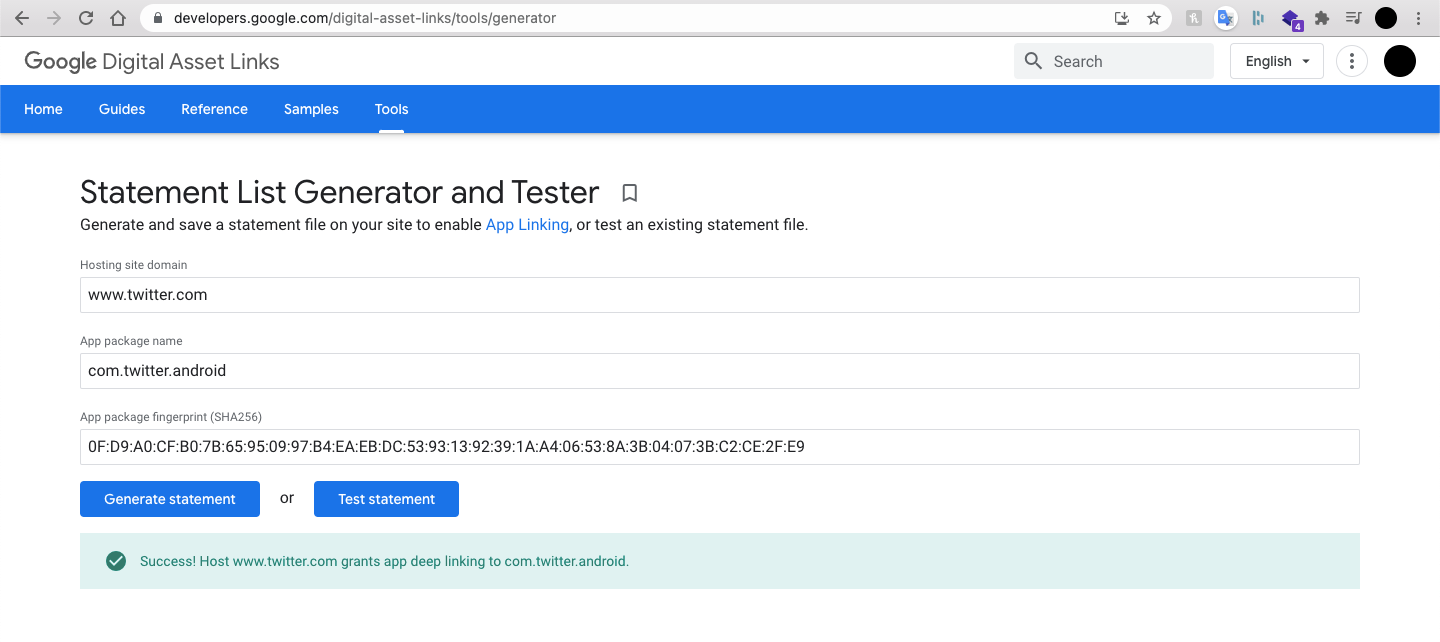 developers.google.com/digital-asset-links/tools/generator
4
Google Digital Asset Links
Search
English
Home Guides Reference Samples Tools
Statement List Generator and Tester
Generate and save a statement file on your site to enable App Linking, or test an existing statement file.
Hosting site domain
www.twitter.com
App package name
com.twitter.android
App package fingerprint (SHA256)
0F:D9:A0:CF:B0:7B:65:95:09:97:B4:EA:EB:DC:53:93:13:92:39:1A:A4:06:53:8A:3B:04:07:3B:C2:CE:2F:E9
Generate statement or Test statement
Success! Host www.twitter.com grants app deep linking to com.twitter.android.